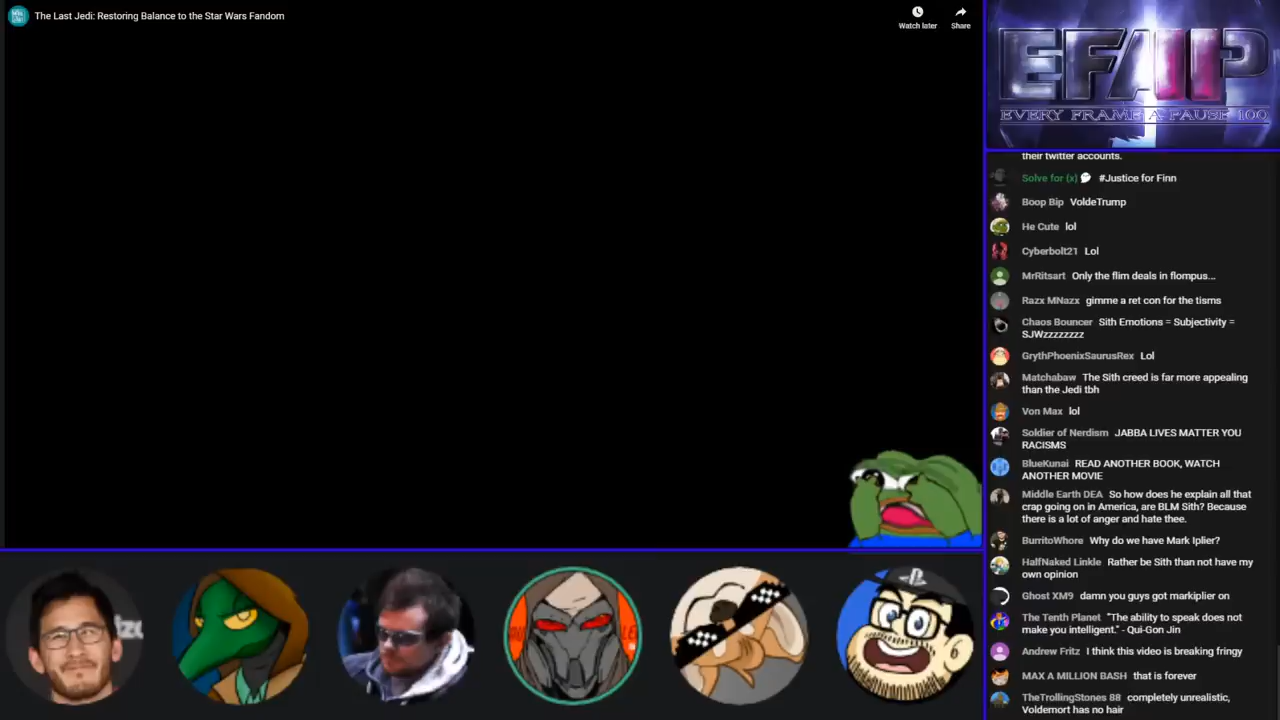 The Last Jedi: Restoring Balance to the Star Wars Fandom
Watch later
Share
EFAP
EVERY FRAME A PAUSE 100
their twitter accounts.
Solve for {x} #Justice for Finn
Boop Bip VoldeTrump
He Cute lol
Cyberbolt21 Lol
MrRitsart Only the flim deals in flompus...
Razx MNazx gimme a ret con for the tisms
Chaos Bouncer Sith Emotions = Subjectivity =
SJWzzzzzzzz
GrythPhoenixSaurusRex Lol
Matchabaw The Sith creed is far more appealing
than the Jedi tbh
Von Max lol
Soldier of Nerdism JABBA LIVES MATTER YOU
RACISMS
BlueKunai READ ANOTHER BOOK, WATCH
ANOTHER MOVIE
Middle Earth DEA So how does he explain all that
crap going on in America, are BLM Sith? Because
there is a lot of anger and hate thee.
BurritoWhore Why do we have Mark Iplier?
HalfNaked Linkle Rather be Sith than not have my
own opinion
Ghost XM9 damn you guys got markiplier on
The Tenth Planet "The ability to speak does not
make you intelligent." - Qui-Gon Jin
Andrew Fritz I think this video is breaking fringy
MAX A MILLION BASH that is forever
TheTrollingStones 88 completely unrealistic,
Voldemort has no hair